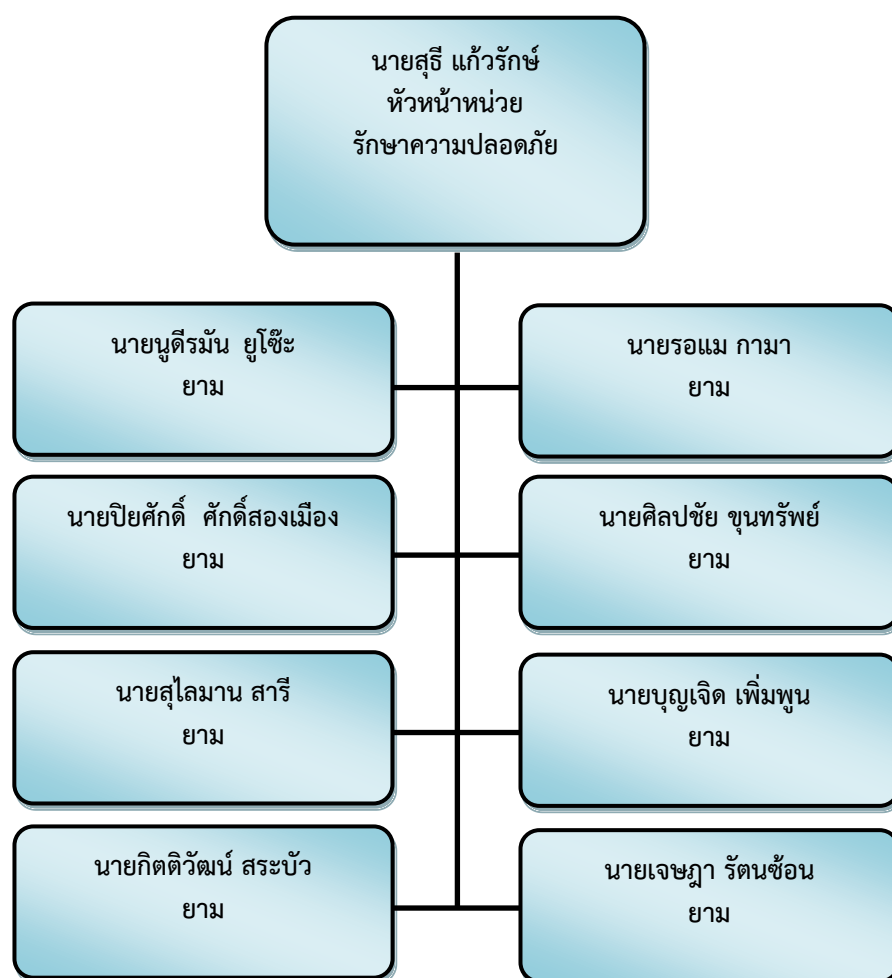 นายสุธี แก้วรักษ์
หัวหน้าหน่วย
รักษาความปลอดภัย
นายนูดีรมัน ยูโซ๊ะ
ยาม
นายรอแม กามา
ยาม
นายปิยศักดิ์ ศักดิ์สองเมือง
ยาม
นายศิลปชัย ขุนทรัพย์
ยาม
นายสุไลมาน สารี
ยาม
นายบุญเจิด เพิ่มพูน
ยาม
นายกิตติวัฒน์ สระบัว
ยาม
นายเจษฎา รัตนซ้อน
ยาม